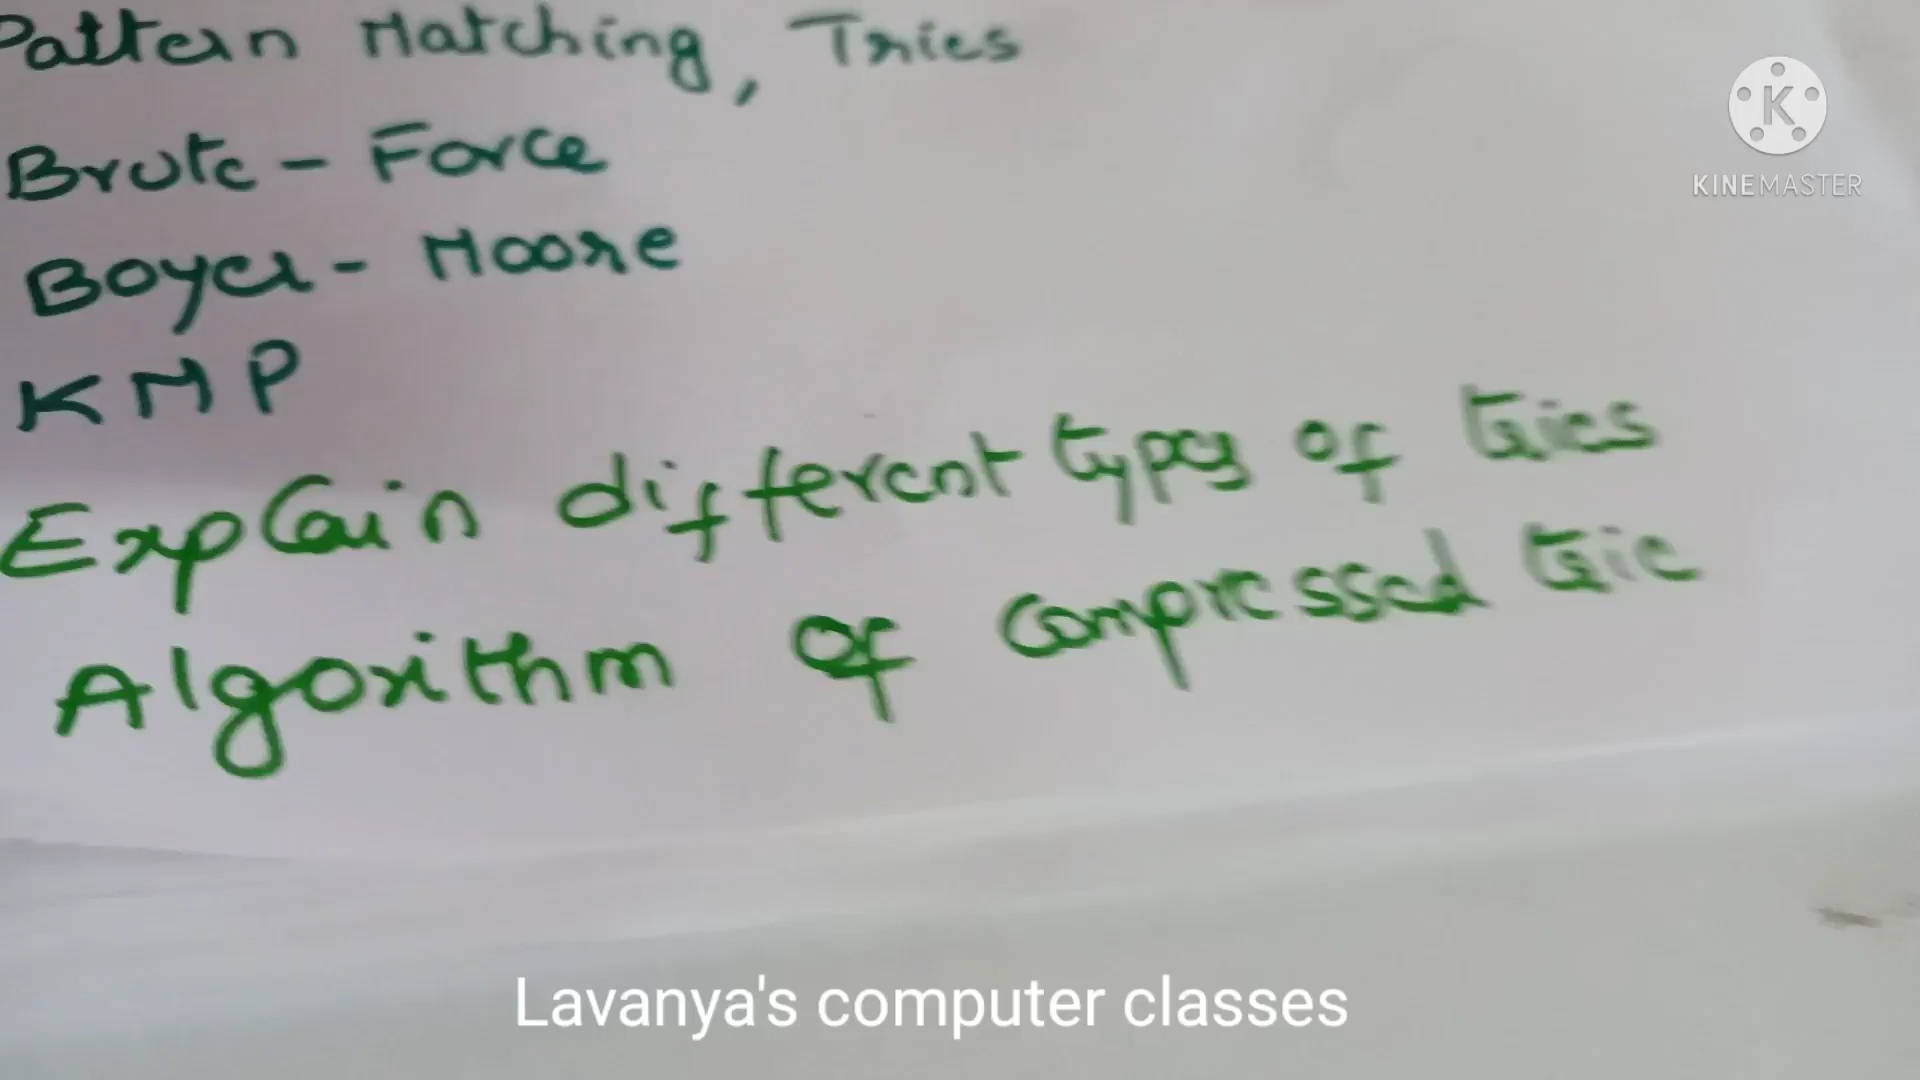 Pattern Matching, Tries
KINEMASTER
Brute - Force
Boyer - Moore
KMP
Explain different types of tries
Algorithm of compressed trie
Lavanya's computer classes